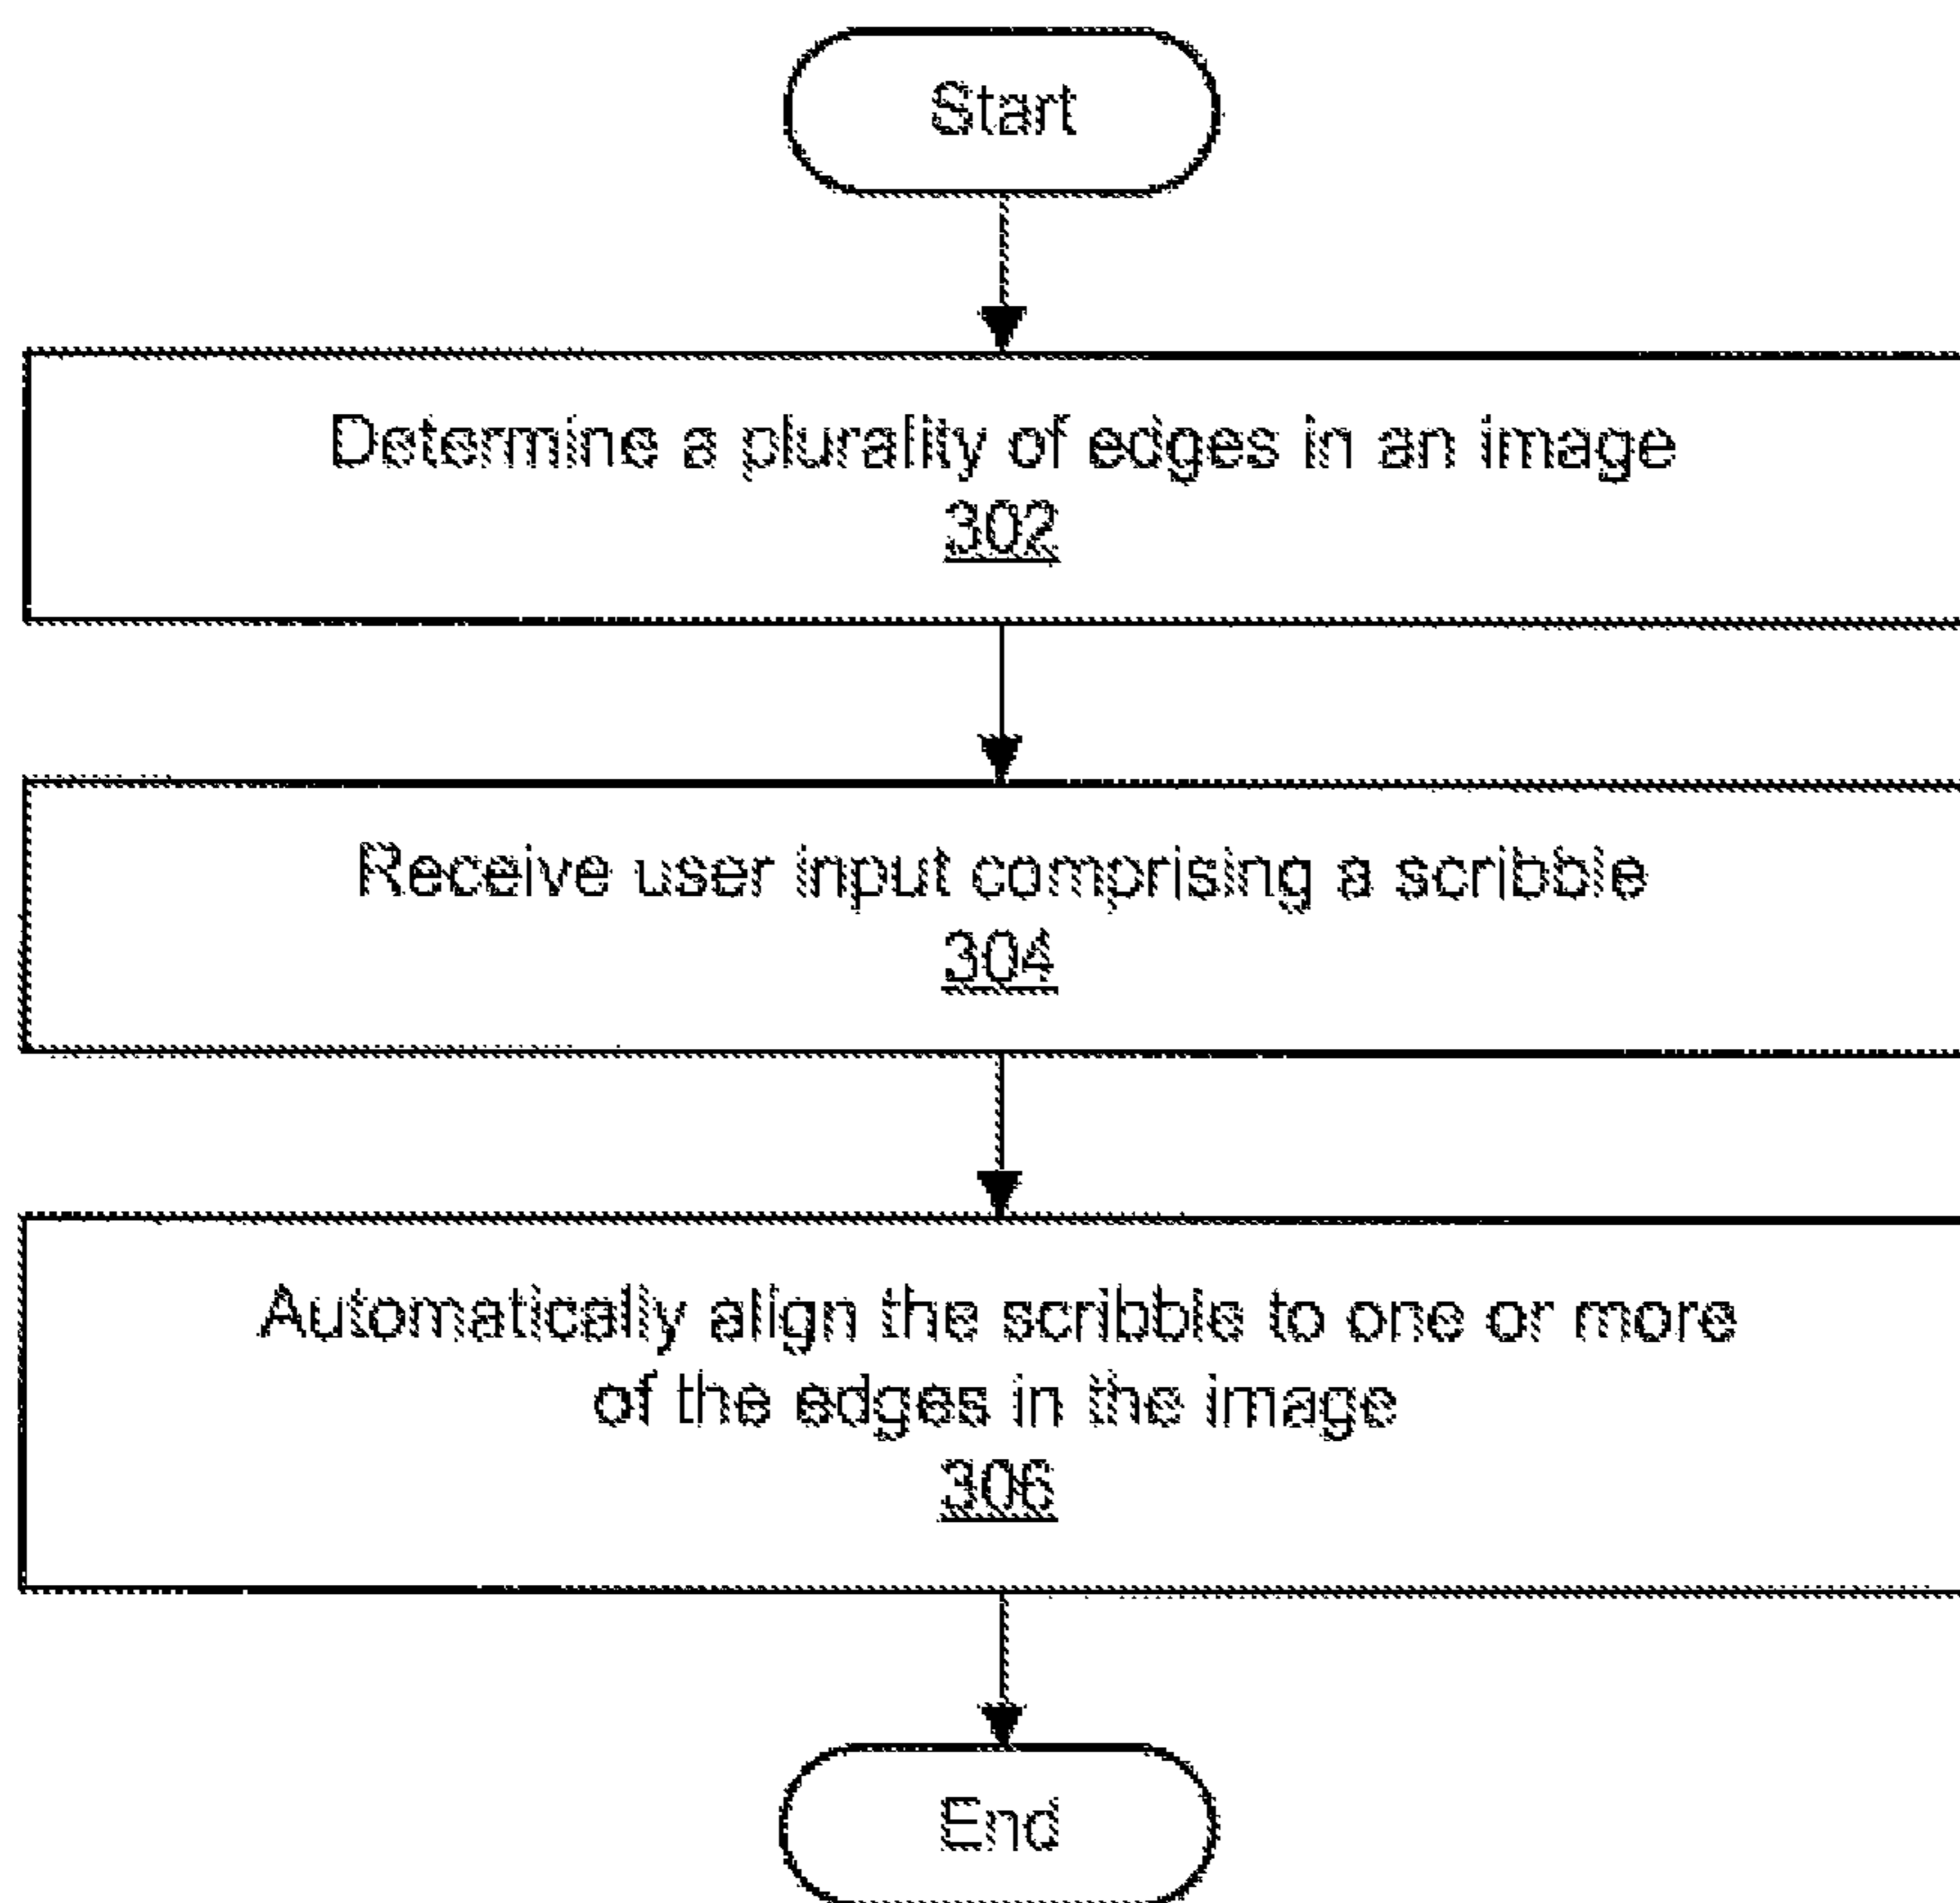 Start
Determine a plurality of edges in an image
302
Receive user input comprising a scribble
304
Automatically align the scribble to one or more
of the edges in the image
306
End